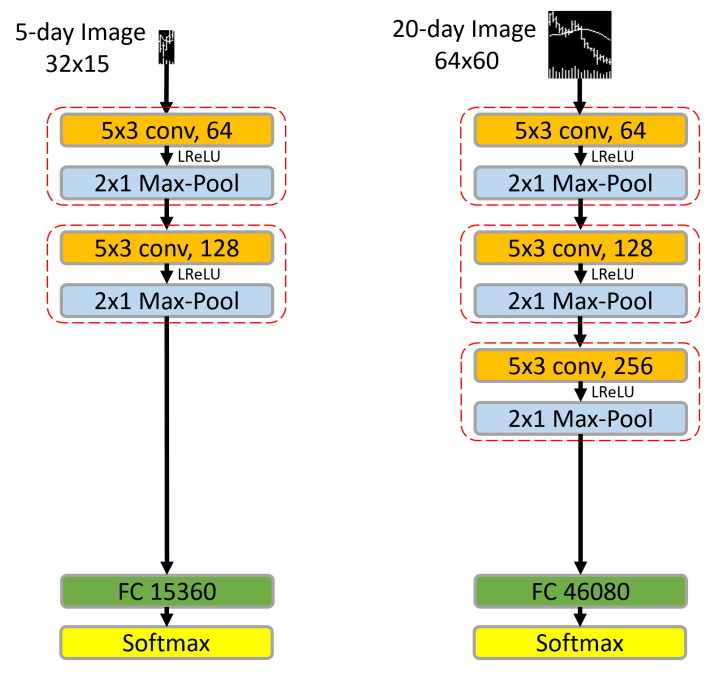 5-day Image
32x15
5x3 conv, 64
LReLU
2x1 Max-Pool
5x3 conv, 128
LReLU
2x1 Max-Pool
FC 15360
Softmax
20-day Image
64x60
5x3 conv, 64
LReLU
2x1 Max-Pool
5x3 conv, 128
LReLU
2x1 Max-Pool
5x3 conv, 256
LReLU
2x1 Max-Pool
FC 46080
Softmax